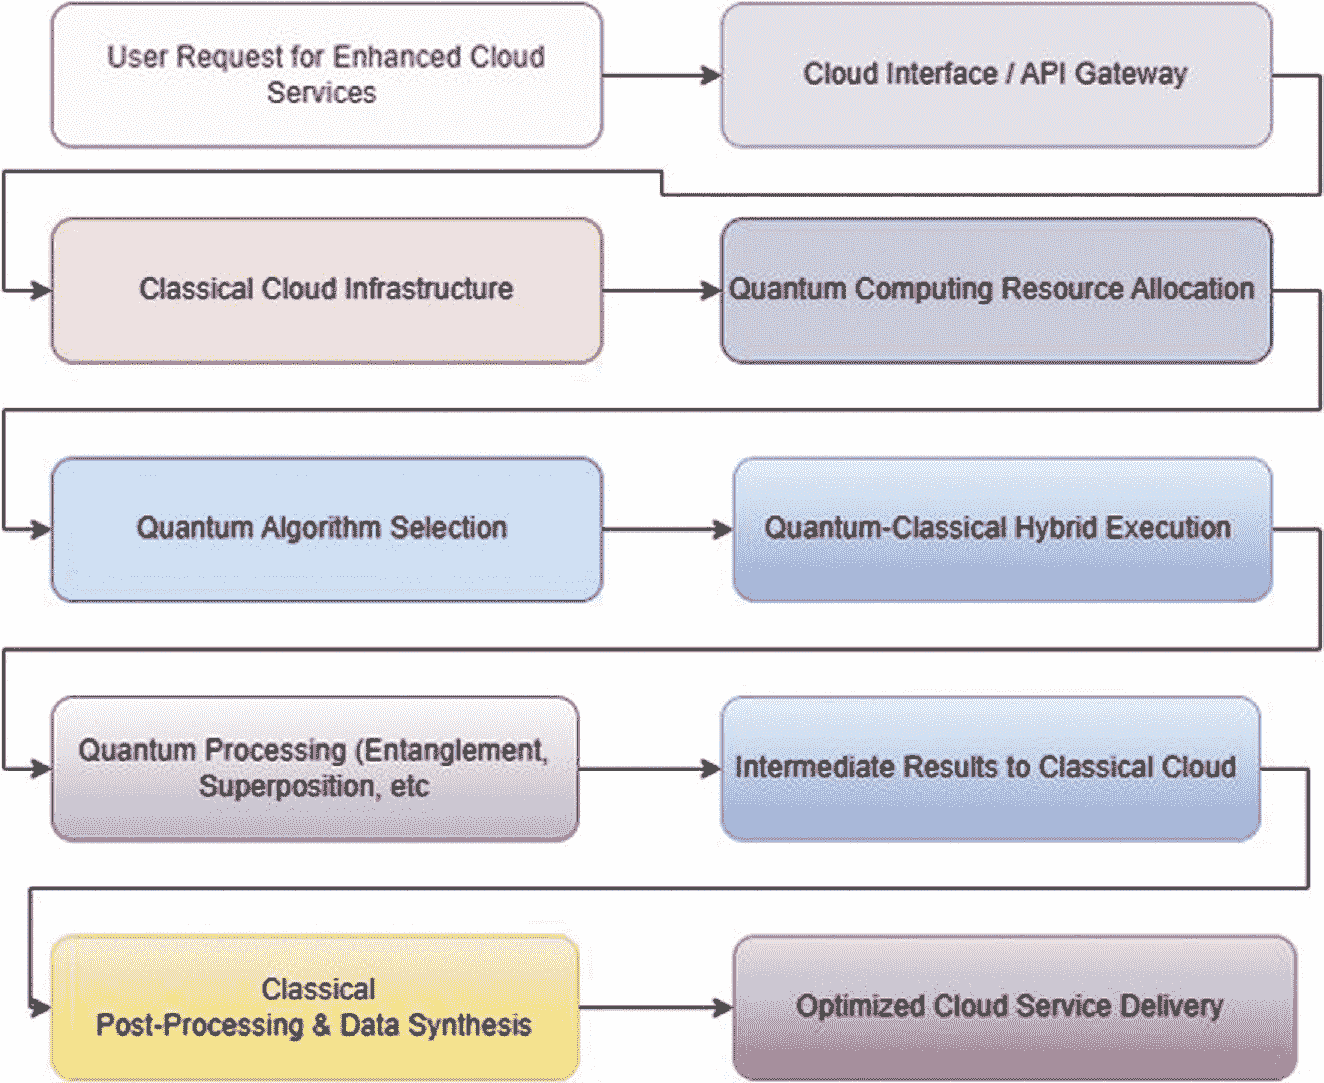 User Request for Enhanced Cloud
Services
Cloud Interface / API Gateway
Classical Cloud Infrastructure
Quantum Computing Resource Allocation
Quantum Algorithm Selection
Quantum-Classical Hybrid Execution
Quantum Processing (Entanglement,
Superposition, etc
Intermediate Results to Classical Cloud
Classical
Post-Processing & Data Synthesis
Optimized Cloud Service Delivery